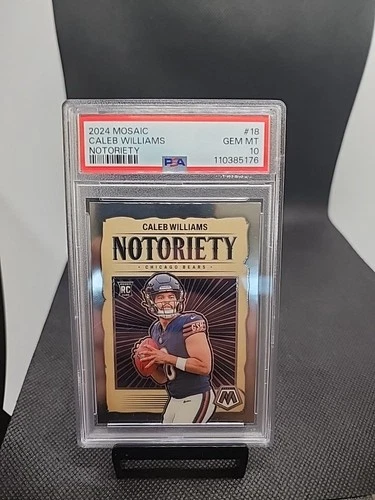 2024 MOSAIC #18
CALEB WILLIAMS GEM MT
NOTORIETY 10
PSA 110385176
CALEB WILLIAMS
NOTORIETY
CHICAGO BEARS
RC
M